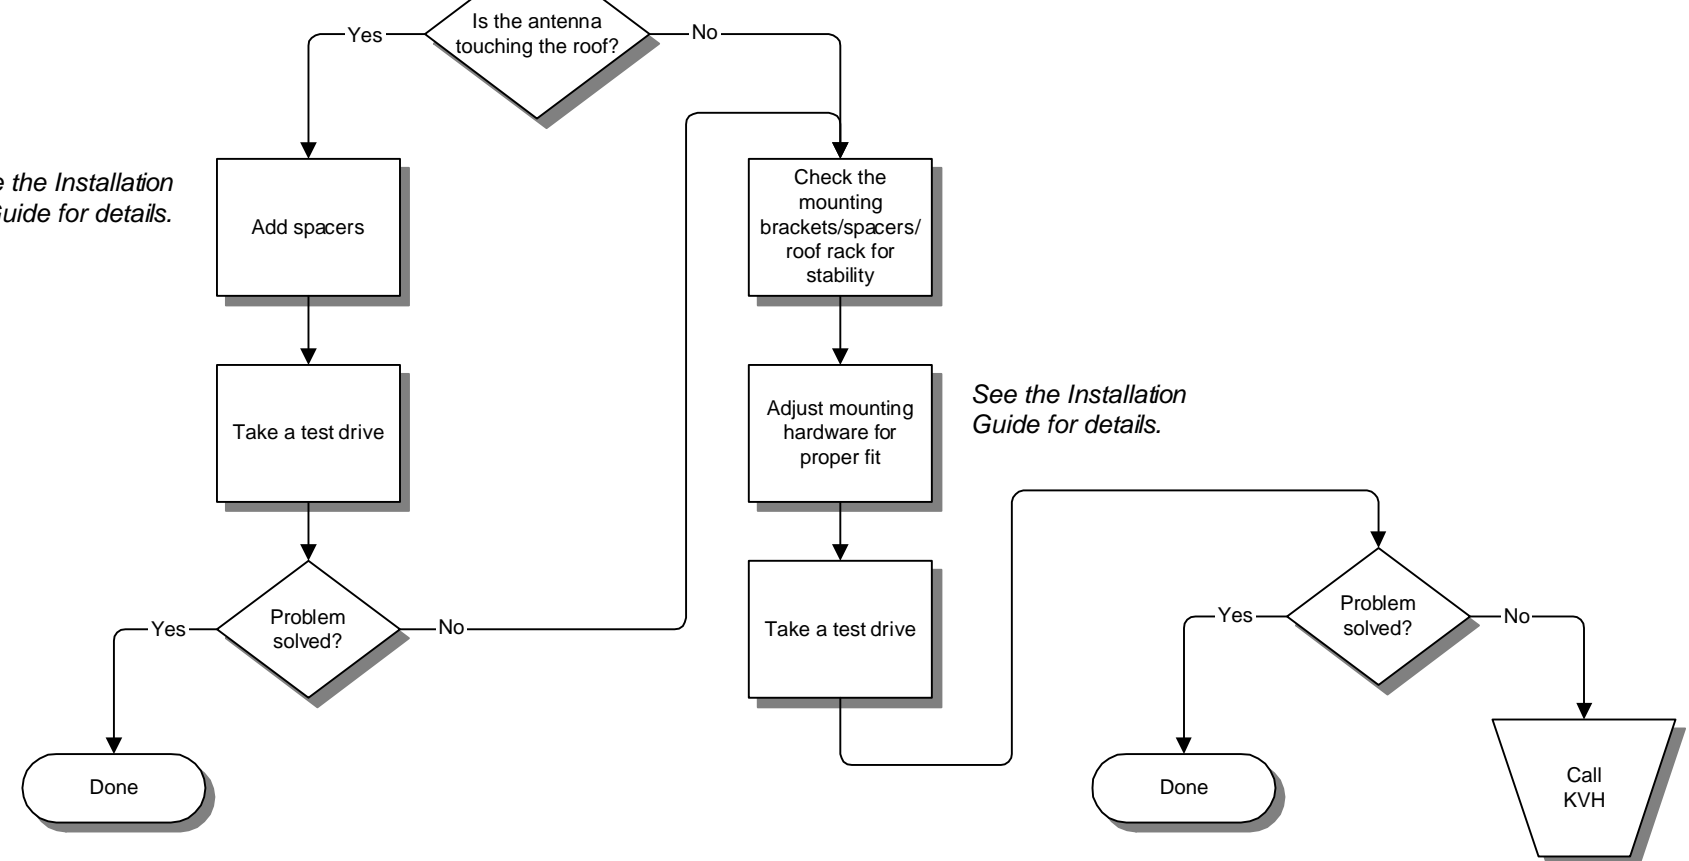 Is the antenna
touching the roof?
Yes
No
the Installation
Guide for details.
Add spacers
Check the
mounting
brackets/spacers/
roof rack for
stability
Take a test drive
Adjust mounting
hardware for
proper fit
See the Installation
Guide for details.
Problem
solved?
Yes
No
Take a test drive
Problem
solved?
Yes
No
Done
Done
Call
KVH